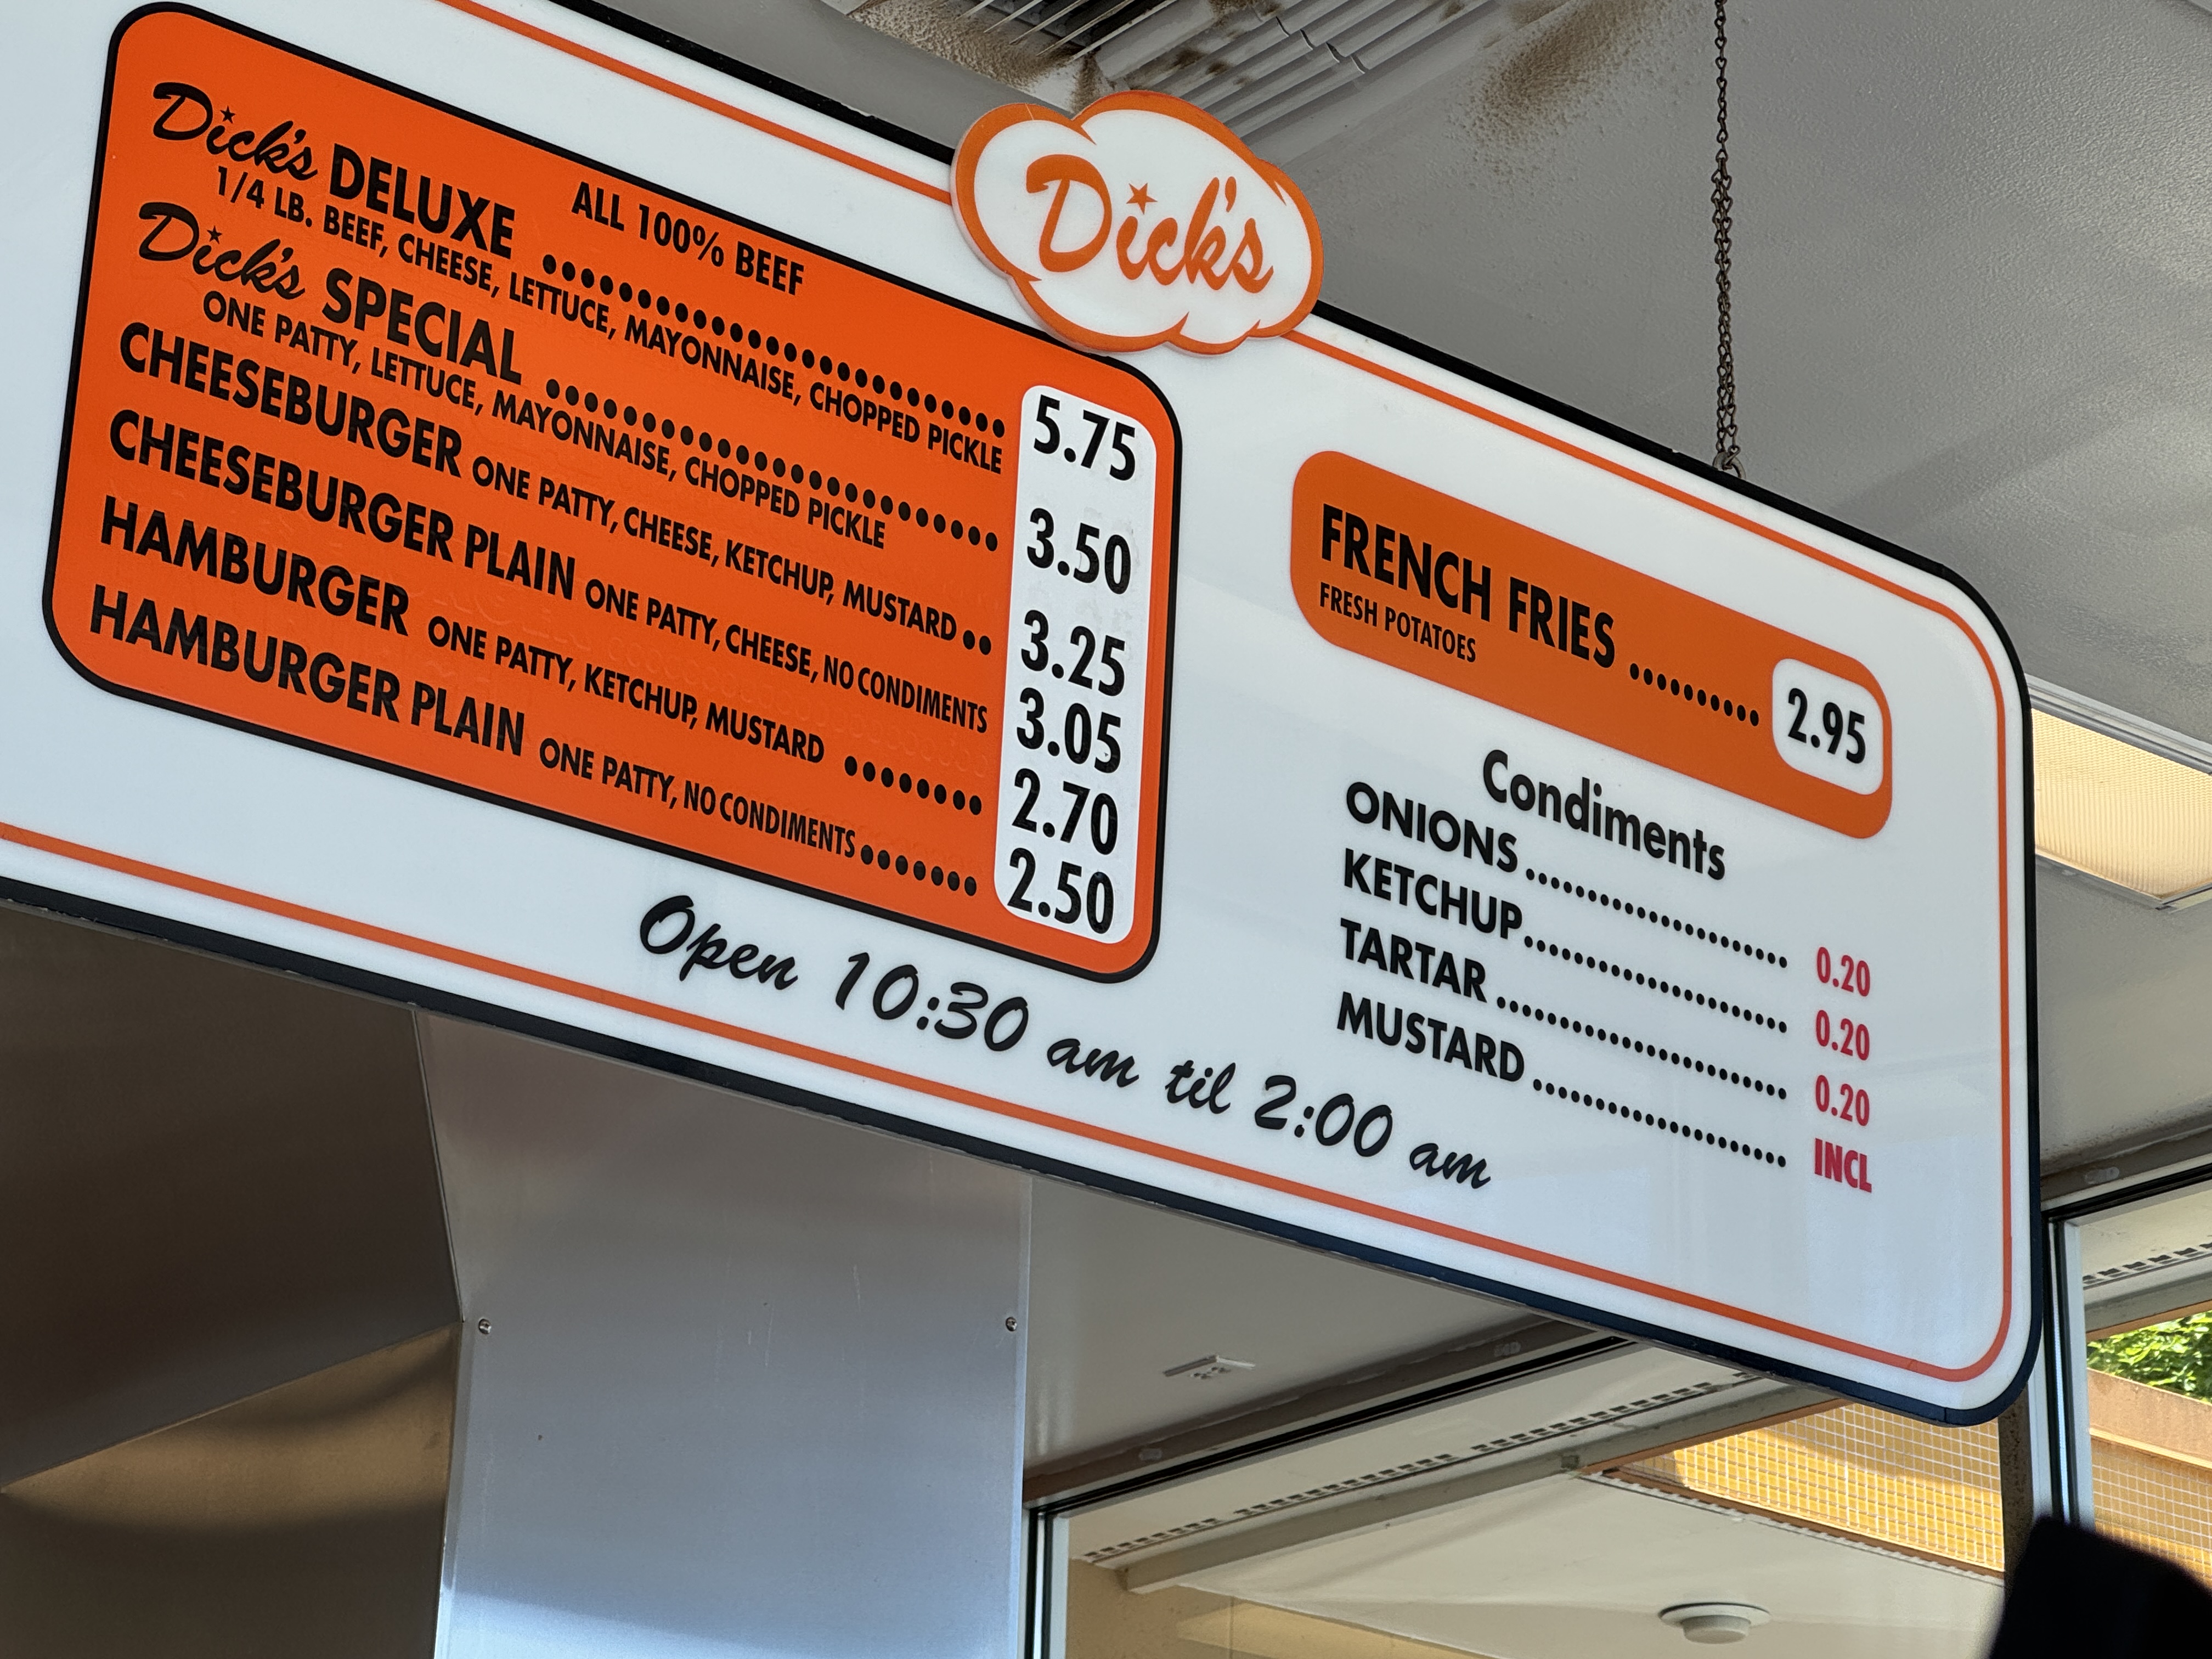 Dick's
ALL 100% BEEF
Dick's DELUXE .............................. 5.75
1/4 LB. BEEF, CHEESE, LETTUCE, MAYONNAISE, CHOPPED PICKLE
Dick's SPECIAL .............................. 3.50
ONE PATTY, LETTUCE, MAYONNAISE, CHOPPED PICKLE
CHEESEBURGER ONE PATTY, CHEESE, KETCHUP, MUSTARD .. 3.25
CHEESEBURGER PLAIN ONE PATTY, CHEESE, NO CONDIMENTS 3.05
HAMBURGER ONE PATTY, KETCHUP, MUSTARD ........ 2.70
HAMBURGER PLAIN ONE PATTY, NO CONDIMENTS ....... 2.50
FRENCH FRIES .......... 2.95
FRESH POTATOES
Condiments
ONIONS ...................... 0.20
KETCHUP ...................... 0.20
TARTAR ........................ 0.20
MUSTARD ..................... INCL
Open 10:30 am til 2:00 am